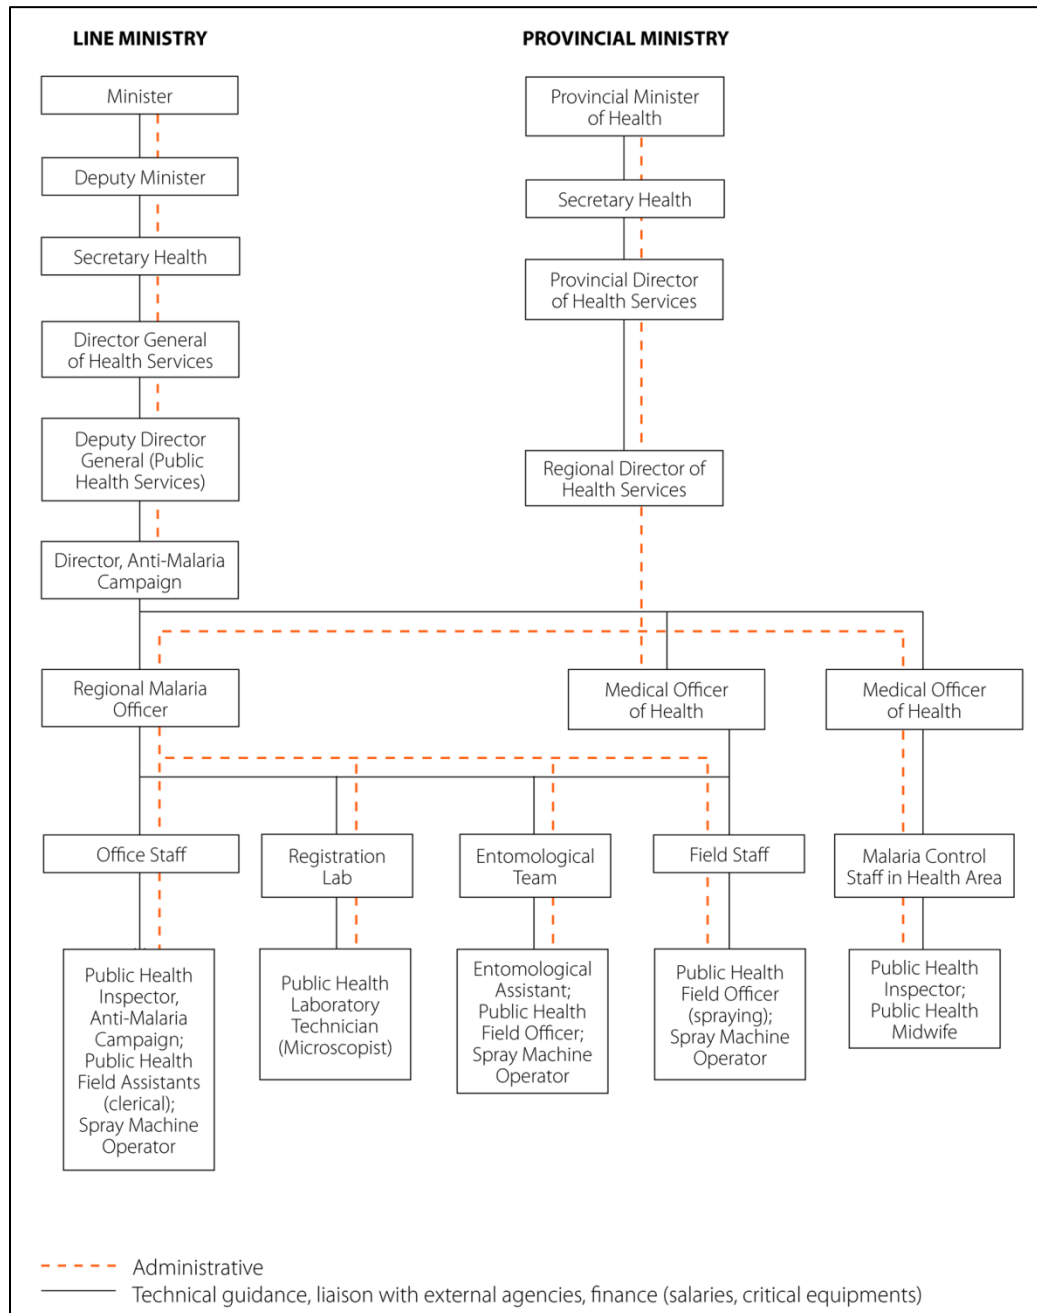 LINE MINISTRY
PROVINCIAL MINISTRY
Minister
Provincial Minister
of Health
Deputy Minister
Secretary Health
Secretary Health
Provincial Director
of Health Services
Director General
of Health Services
Deputy Director
General (Public
Health Services)
Regional Director of
Health Services
Director, Anti-Malaria
Campaign
Regional Malaria
Officer
Medical Officer
of Health
Medical Officer
of Health
Office Staff
Registration
Lab
Entomological
Team
Field Staff
Malaria Control
Staff in Health Area
Public Health
Inspector,
Anti-Malaria
Campaign;
Public Health
Field Assistants
(clerical);
Spray Machine
Operator
Public Health
Laboratory
Technician
(Microscopist)
Entomological
Assistant;
Public Health
Field Officer;
Spray Machine
Operator
Public Health
Field Officer
(spraying);
Spray Machine
Operator
Public Health
Inspector;
Public Health
Midwife
Administrative
Technical guidance, liaison with external agencies, finance (salaries, critical equipments)